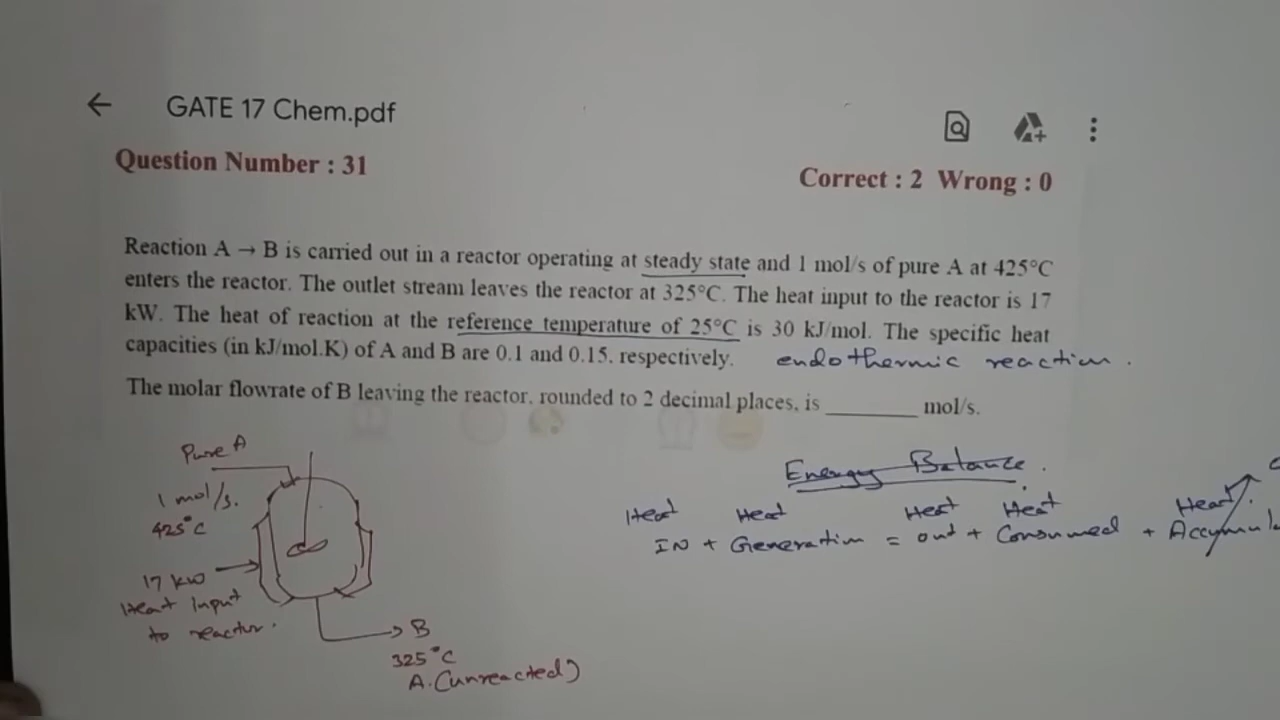 GATE 17 Chem.pdf
Question Number : 31
Correct : 2 Wrong : 0
Reaction A → B is carried out in a reactor operating at steady state and 1 mol/s of pure A at 425°C
enters the reactor. The outlet stream leaves the reactor at 325°C. The heat input to the reactor is 17
kW. The heat of reaction at the reference temperature of 25°C is 30 kJ/mol. The specific heat
capacities (in kJ/mol.K) of A and B are 0.1 and 0.15. respectively. endothermic reaction.
The molar flowrate of B leaving the reactor, rounded to 2 decimal places, is ________ mol/s.
Pure A
1 mol/s.
425°C
17 kW
Heat Input
to reactor.
B
325°C
A.(unreacted)
Energy Balance.
Heat Heat Heat Heat Heat
IN + Generation = out + Consumed +